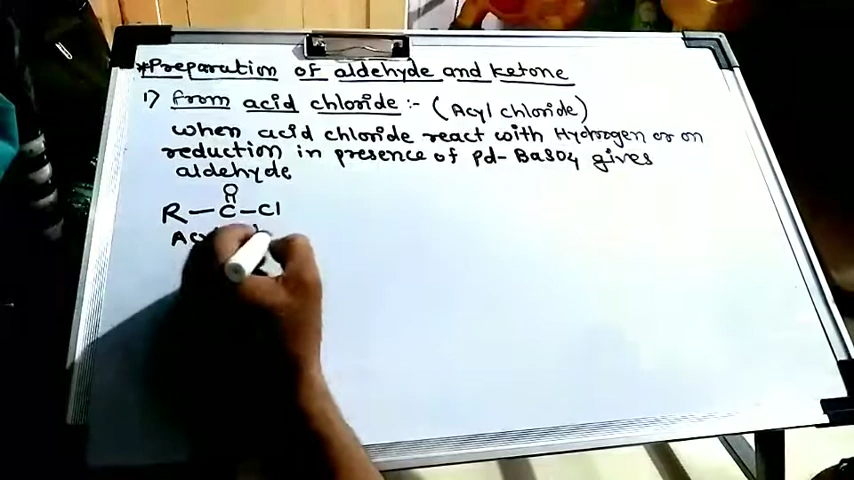 *Preparation of aldehyde and ketone
1) from acid chloride :- (Acyl chloride)
when acid chloride react with Hydrogen or on
reduction in presence of Pd-BaSO4 gives
aldehyde
O
R-C-Cl